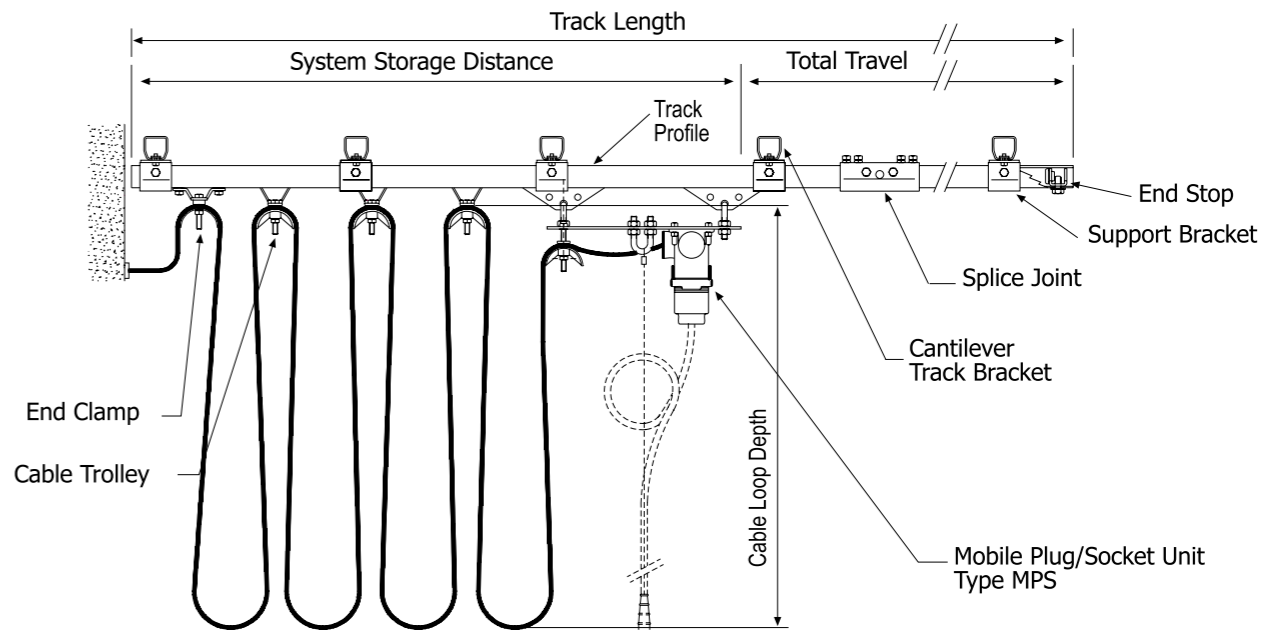 Track Length
System Storage Distance
Total Travel
Track
Profile
End Stop
Support Bracket
Splice Joint
Cantilever
Track Bracket
End Clamp
Cable Trolley
Cable Loop Depth
Mobile Plug/Socket Unit
Type MPS